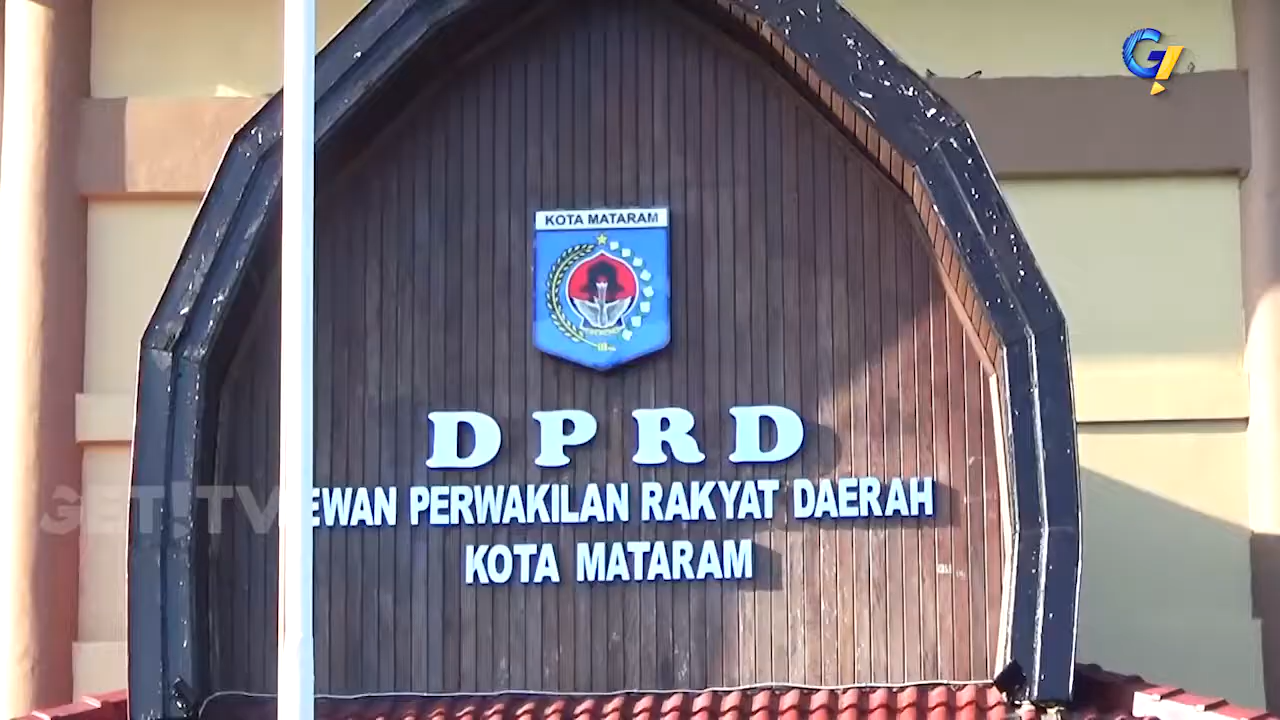 G!
KOTA MATARAM
DPRD
EWAN PERWAKILAN RAKYAT DAERAH
KOTA MATARAM
GET!TV